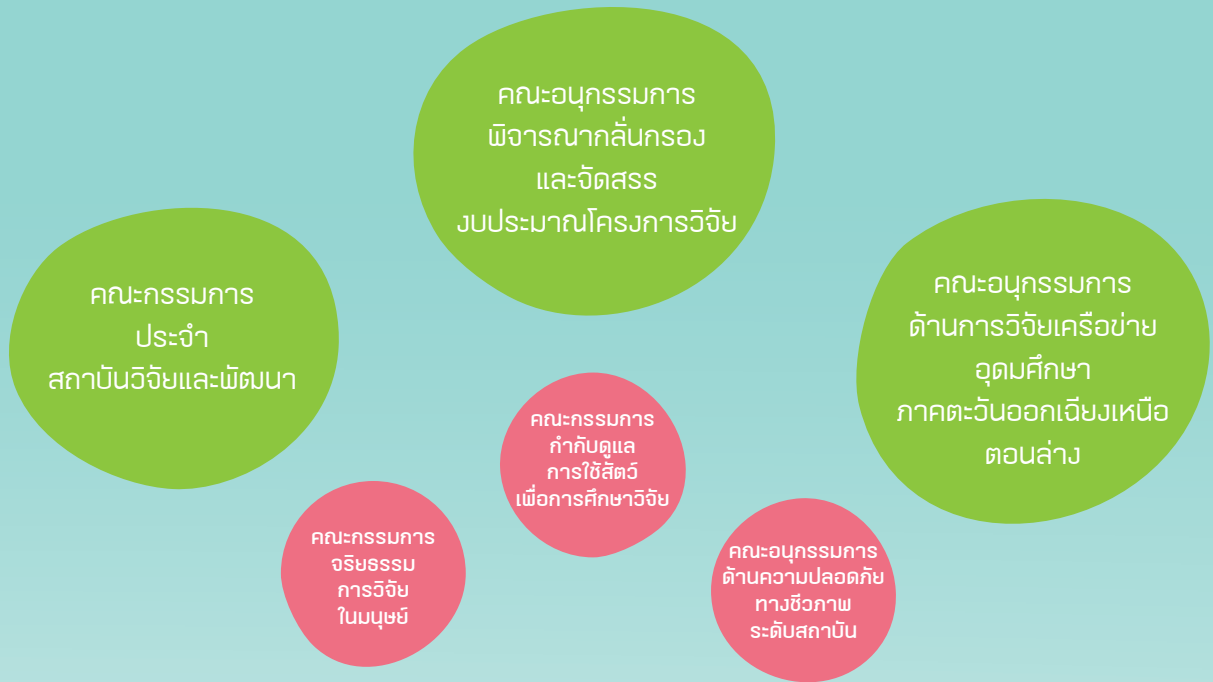 คณะอนุกรรมการ
พิจารณากลั่นกรอง
และจัดสรร
งบประมาณโครงการวิจัย
คณะกรรมการ
ประจำ
สถาบันวิจัยและพัฒนา
คณะอนุกรรมการ
ด้านการวิจัยเครือข่าย
อุดมศึกษา
ภาคตะวันออกเฉียงเหนือ
ตอนล่าง
คณะกรรมการ
กำกับดูแล
การใช้สัตว์
เพื่อการศึกษาวิจัย
คณะกรรมการ
จริยธรรม
การวิจัย
ในมนุษย์
คณะอนุกรรมการ
ด้านความปลอดภัย
ทางชีวภาพ
ระดับสถาบัน